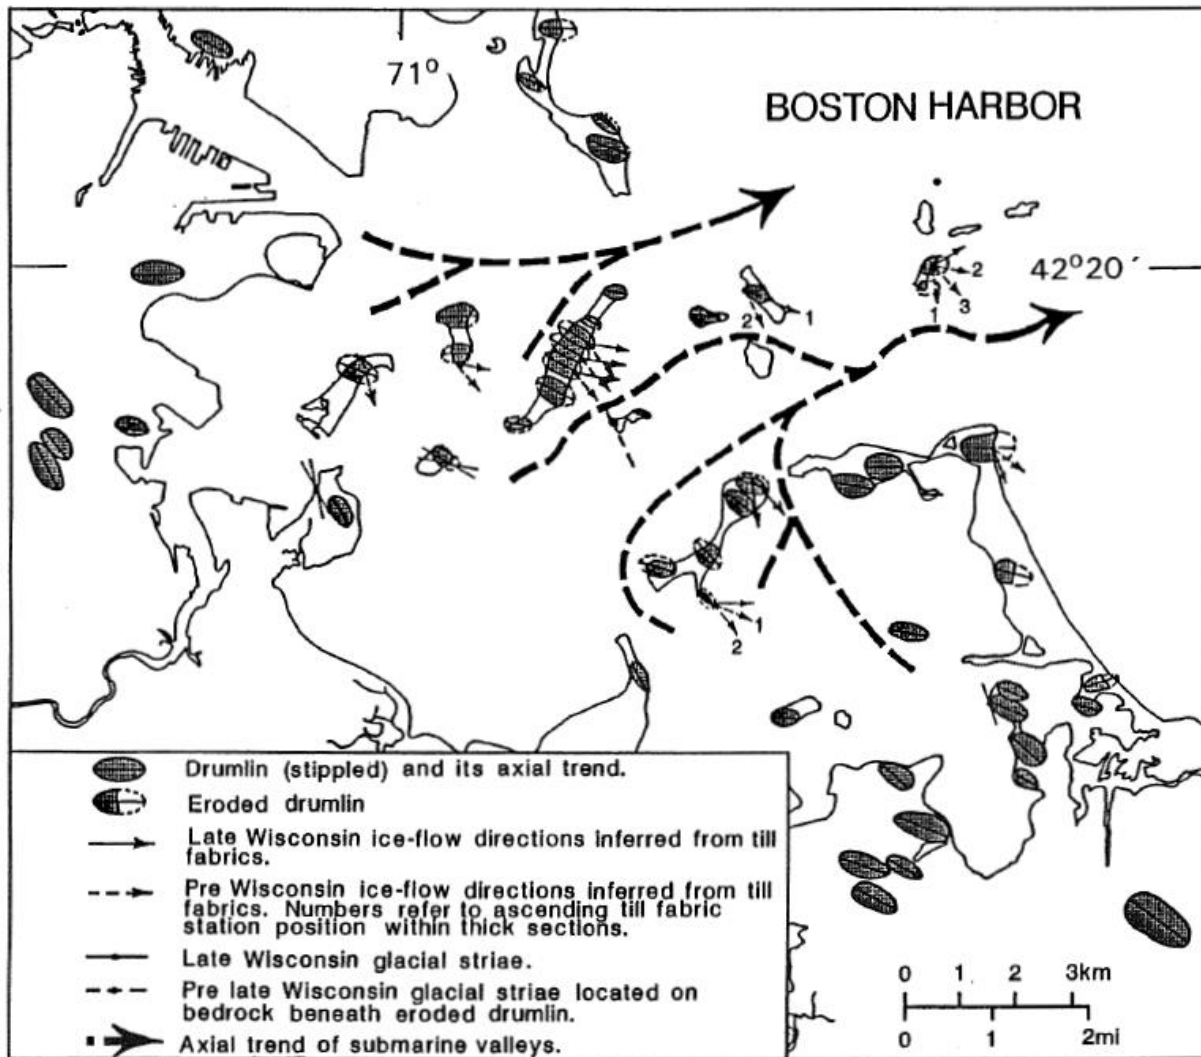 71°
BOSTON HARBOR
42°20´
2
3
1
2
1
1
2
Drumlin (stippled) and its axial trend.
Eroded drumlin
Late Wisconsin ice-flow directions inferred from till
fabrics.
Pre Wisconsin ice-flow directions inferred from till
fabrics. Numbers refer to ascending till fabric
station position within thick sections.
Late Wisconsin glacial striae.
Pre late Wisconsin glacial striae located on
bedrock beneath eroded drumlin.
Axial trend of submarine valleys.
0 1 2 3km
0 1 2mi